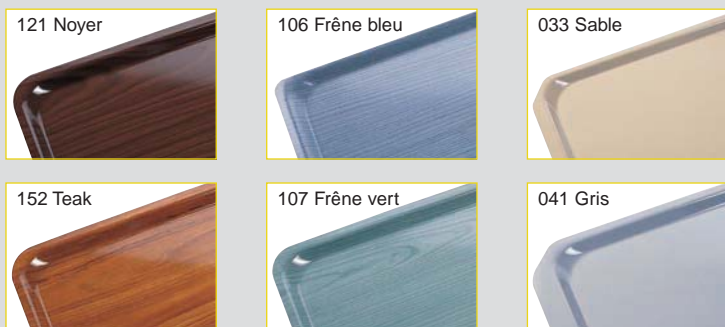 121 Noyer
106 Frêne bleu
033 Sable
152 Teak
107 Frêne vert
041 Gris